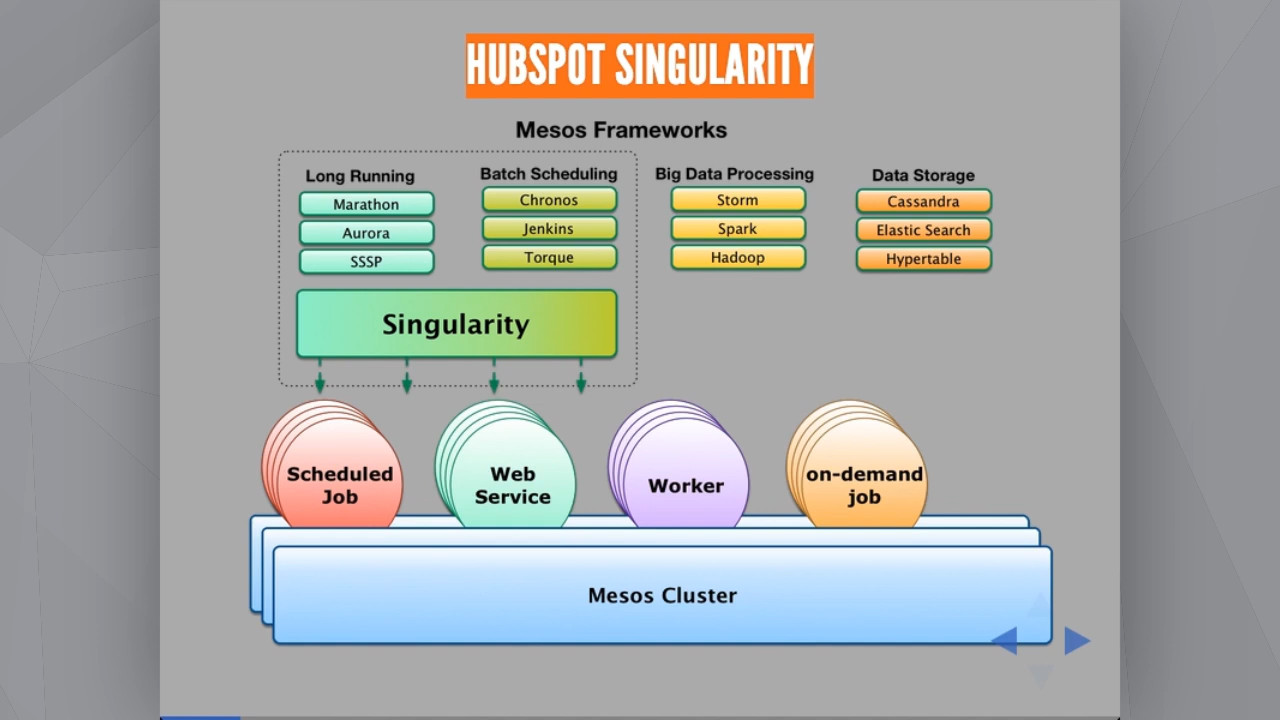 HUBSPOT SINGULARITY
Mesos Frameworks
Long Running
Marathon
Aurora
SSSP
Batch Scheduling
Chronos
Jenkins
Torque
Big Data Processing
Storm
Spark
Hadoop
Data Storage
Cassandra
Elastic Search
Hypertable
Singularity
Scheduled
Job
Web
Service
Worker
on-demand
job
Mesos Cluster